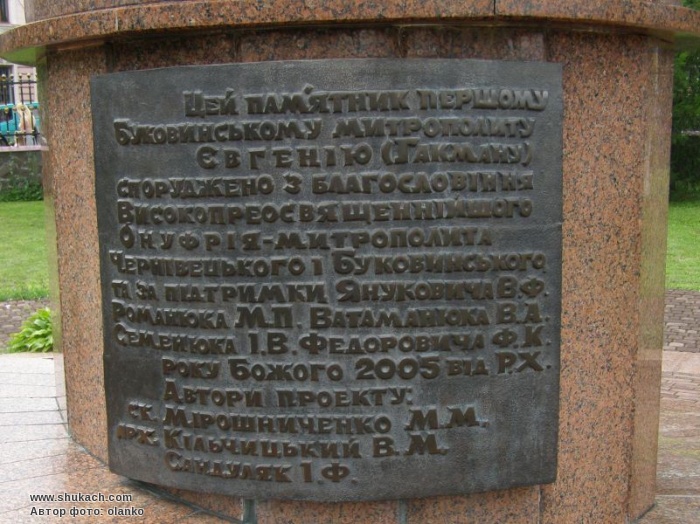 Цей пам'ятник першому
Буковинському митрополиту
Євгенію (Гакману)
споруджено з благословіння
Високопреосвященнійшого
Онуфрія-митрополита
Чернівецького і Буковинського
та за підтримки Януковича В.Ф.
Романюка М.П. Ватаманюка В.Д.
Семенюка І.В. Федоровича Ф.К.
року Божого 2005 від Р.Х.
Автори проекту:
ск. Мірошниченко М.М.
арх. Кільчицький В.М.
Сандуляк І.Ф.
www.shukach.com
Автор фото: olanko